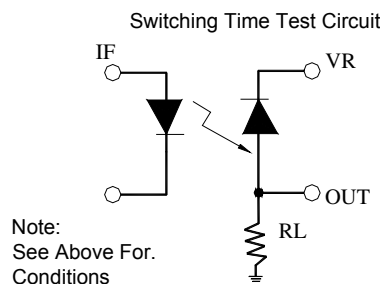 Switching Time Test Circuit
IF
VR
OUT
RL
Note:
See Above For.
Conditions